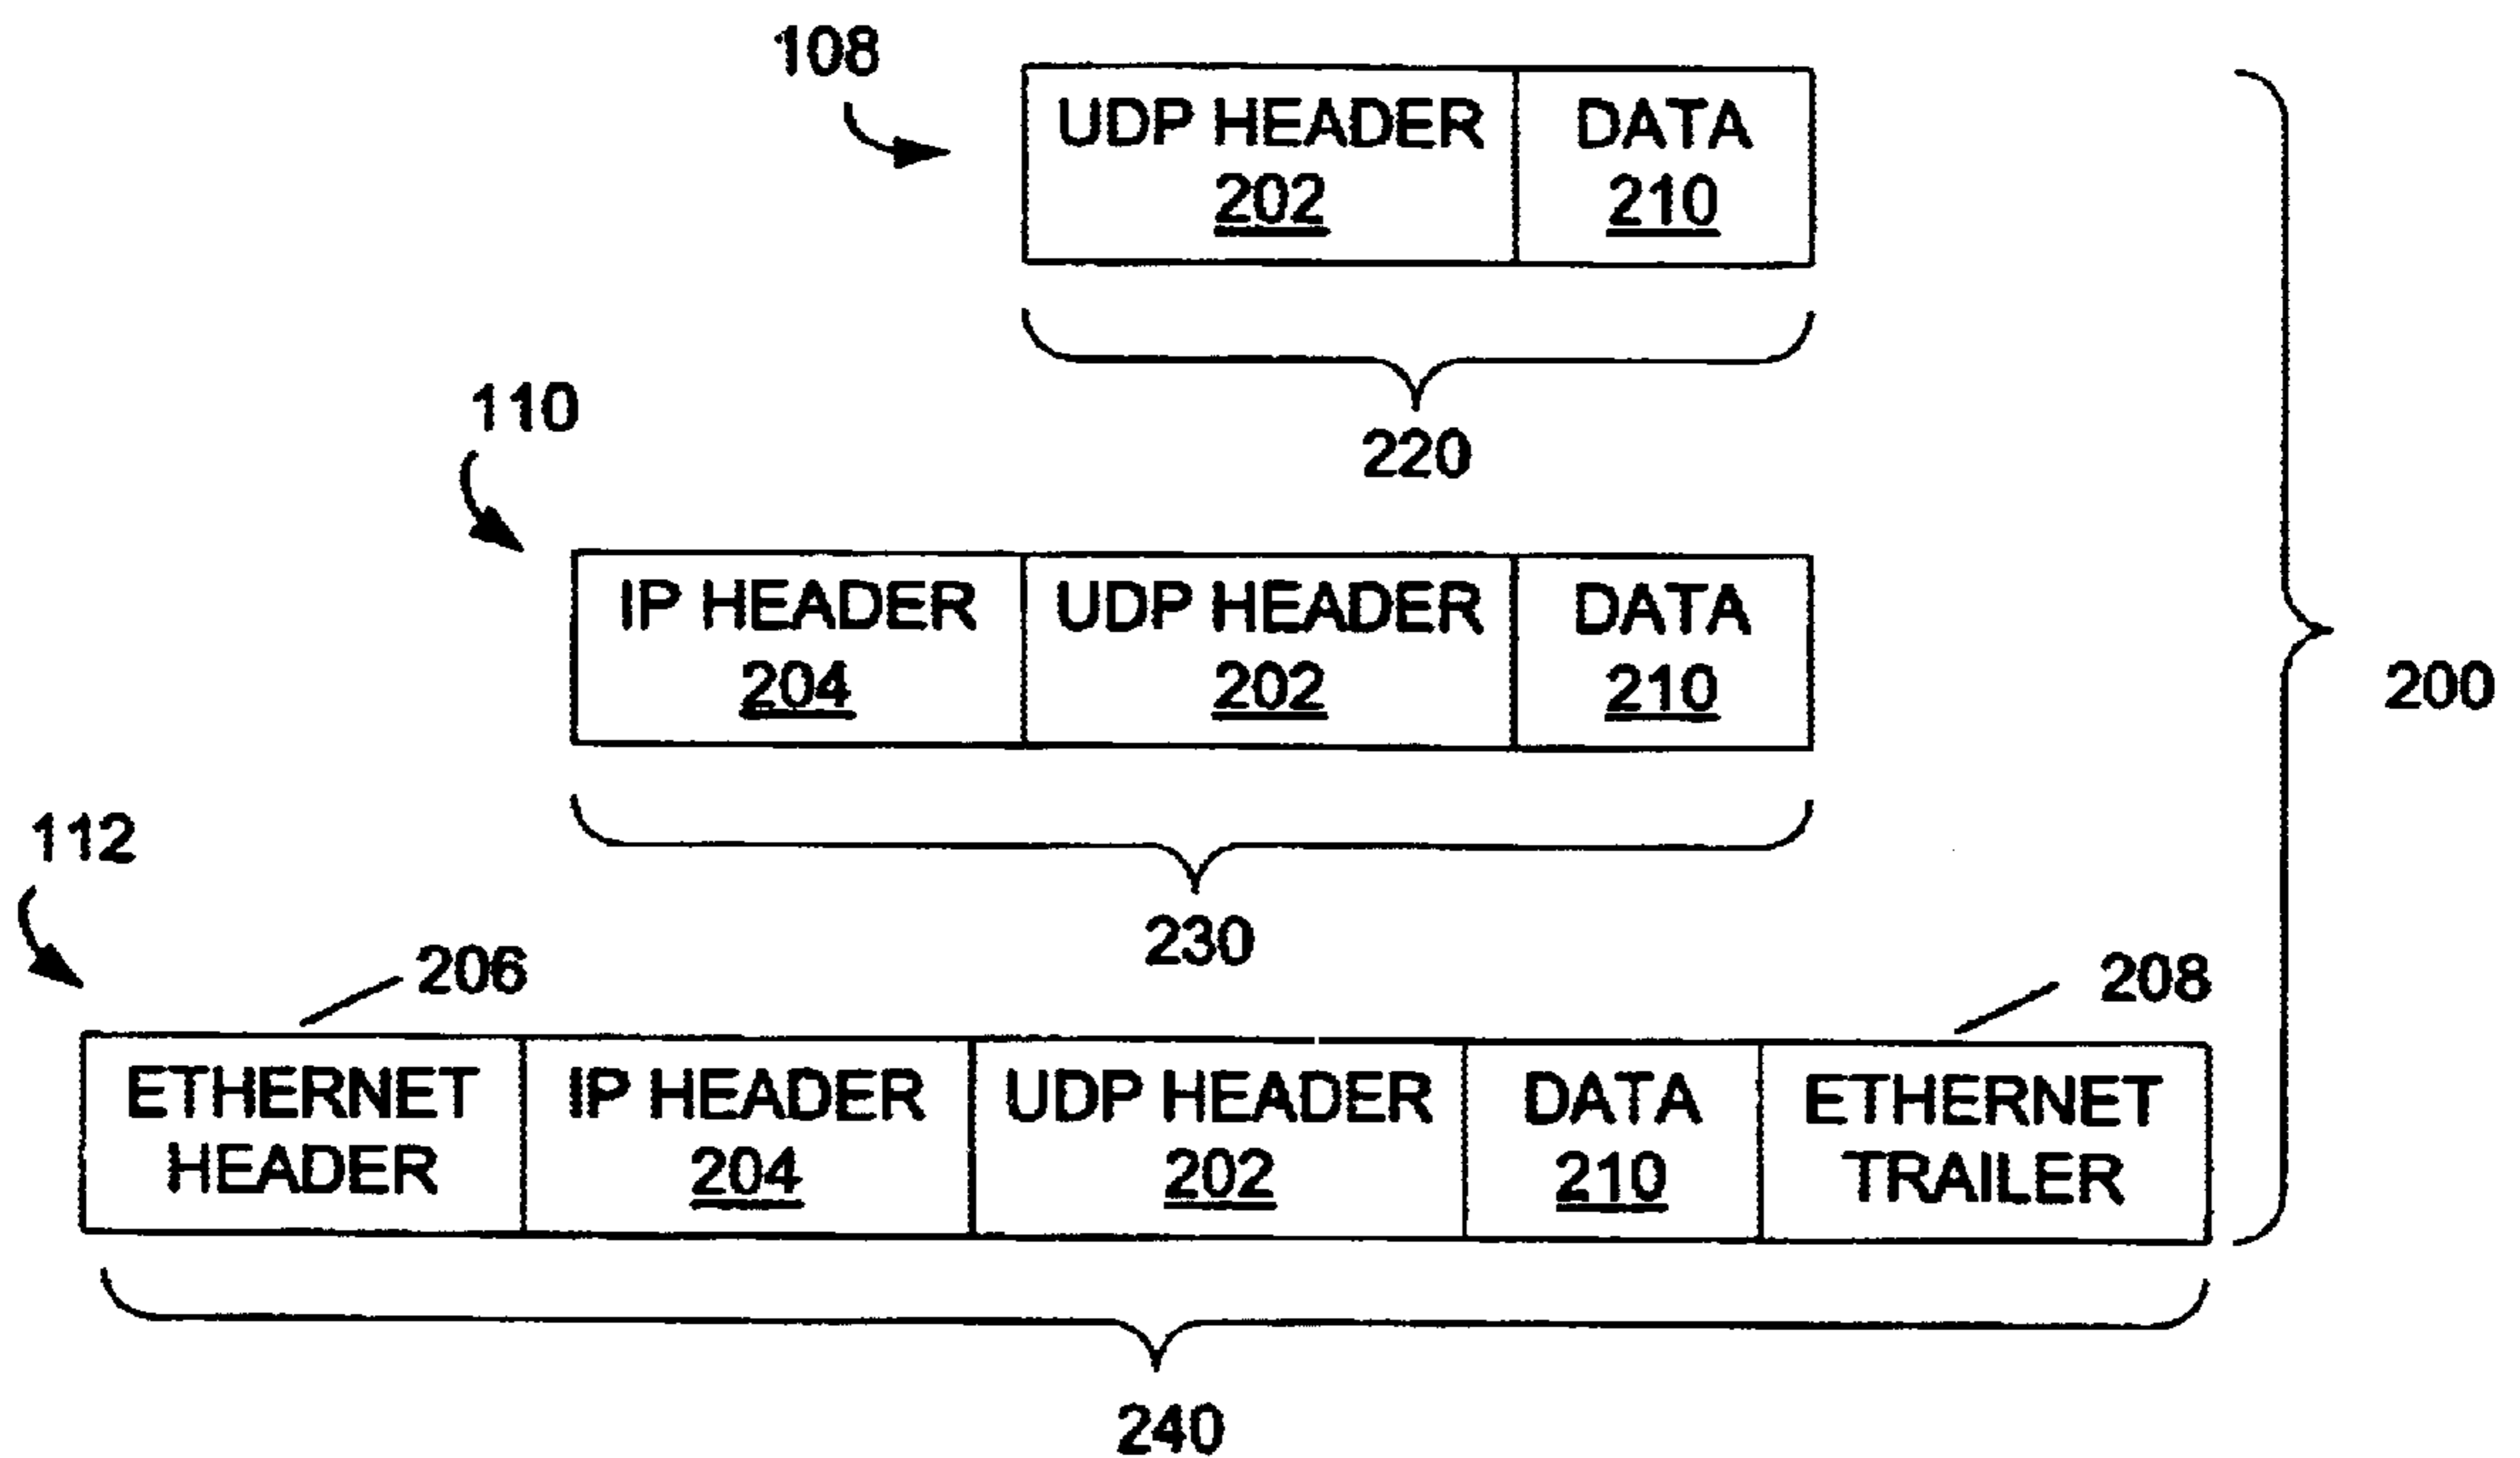 108
UDP HEADER
202
DATA
210
220
110
IP HEADER
204
UDP HEADER
202
DATA
210
200
230
112
206
208
ETHERNET
HEADER
IP HEADER
204
UDP HEADER
202
DATA
210
ETHERNET
TRAILER
240